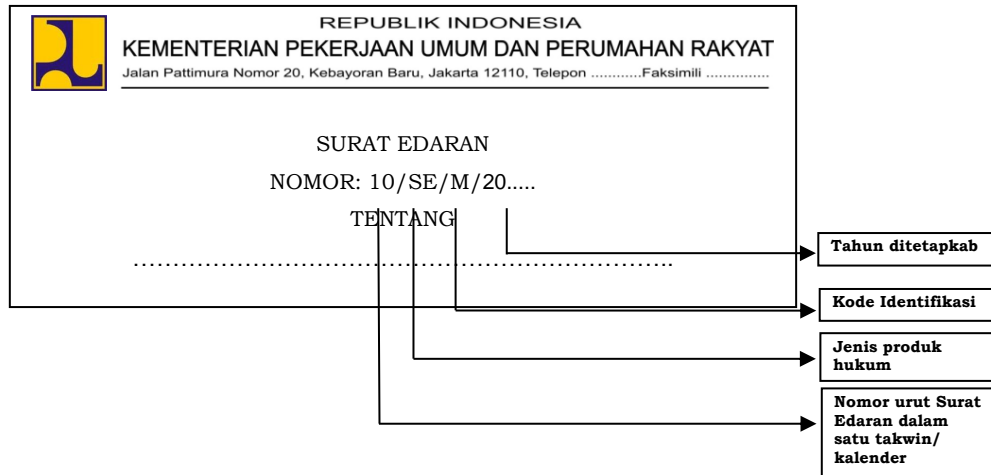 REPUBLIK INDONESIA
KEMENTERIAN PEKERJAAN UMUM DAN PERUMAHAN RAKYAT
Jalan Pattimura Nomor 20, Kebayoran Baru, Jakarta 12110, Telepon ............Faksimili ...............
SURAT EDARAN
NOMOR: 10/SE/M/20.....
TENTANG
……………………………………………………………..
Tahun ditetapkab
Kode Identifikasi
Jenis produk
hukum
Nomor urut Surat
Edaran dalam
satu takwin/
kalender